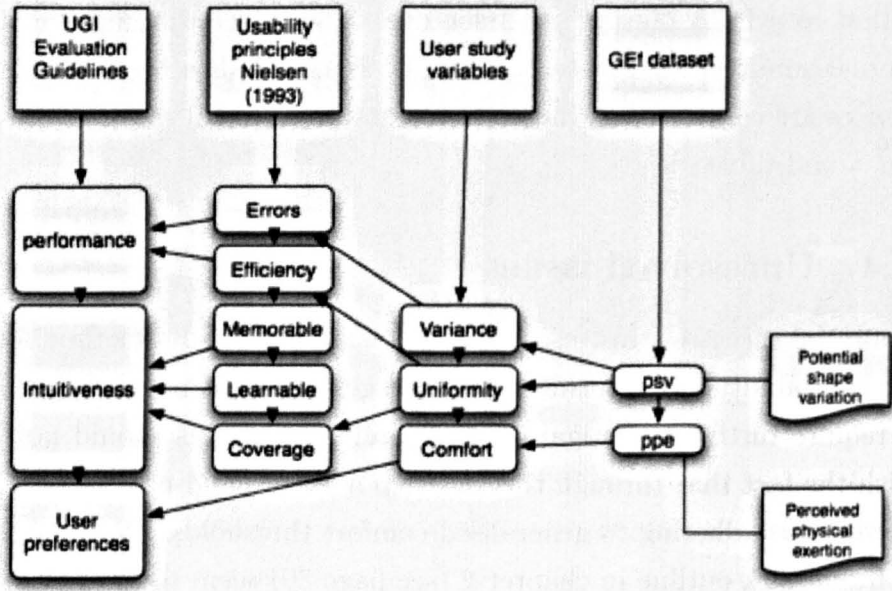 UGI
Evaluation
Guidelines
Usability
principles
Nielsen
(1993)
User study
variables
GEf dataset
performance
Errors
Efficiency
Memorable
Variance
Intuitiveness
Learnable
Uniformity
psv
Potential
shape
variation
Coverage
Comfort
ppe
User
preferences
Perceived
physical
exertion